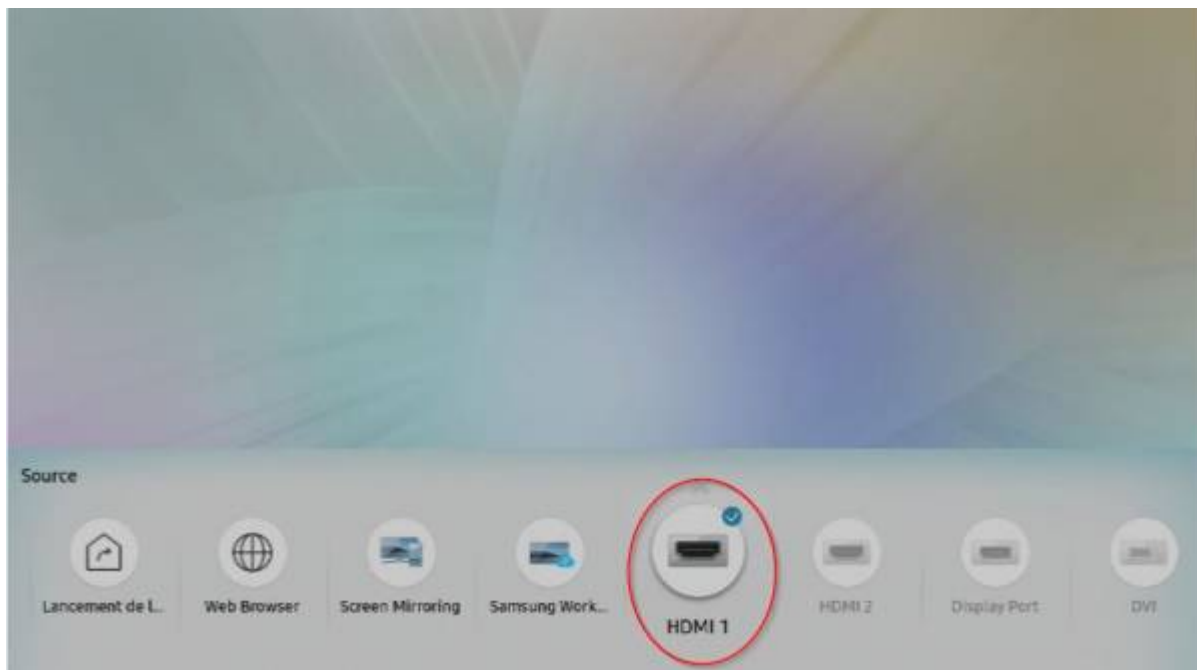 Source
Lancement de l...
Web Browser
Screen Mirroring
Samsung Work...
HDMI 1
HDMI 2
Display Port
DVI